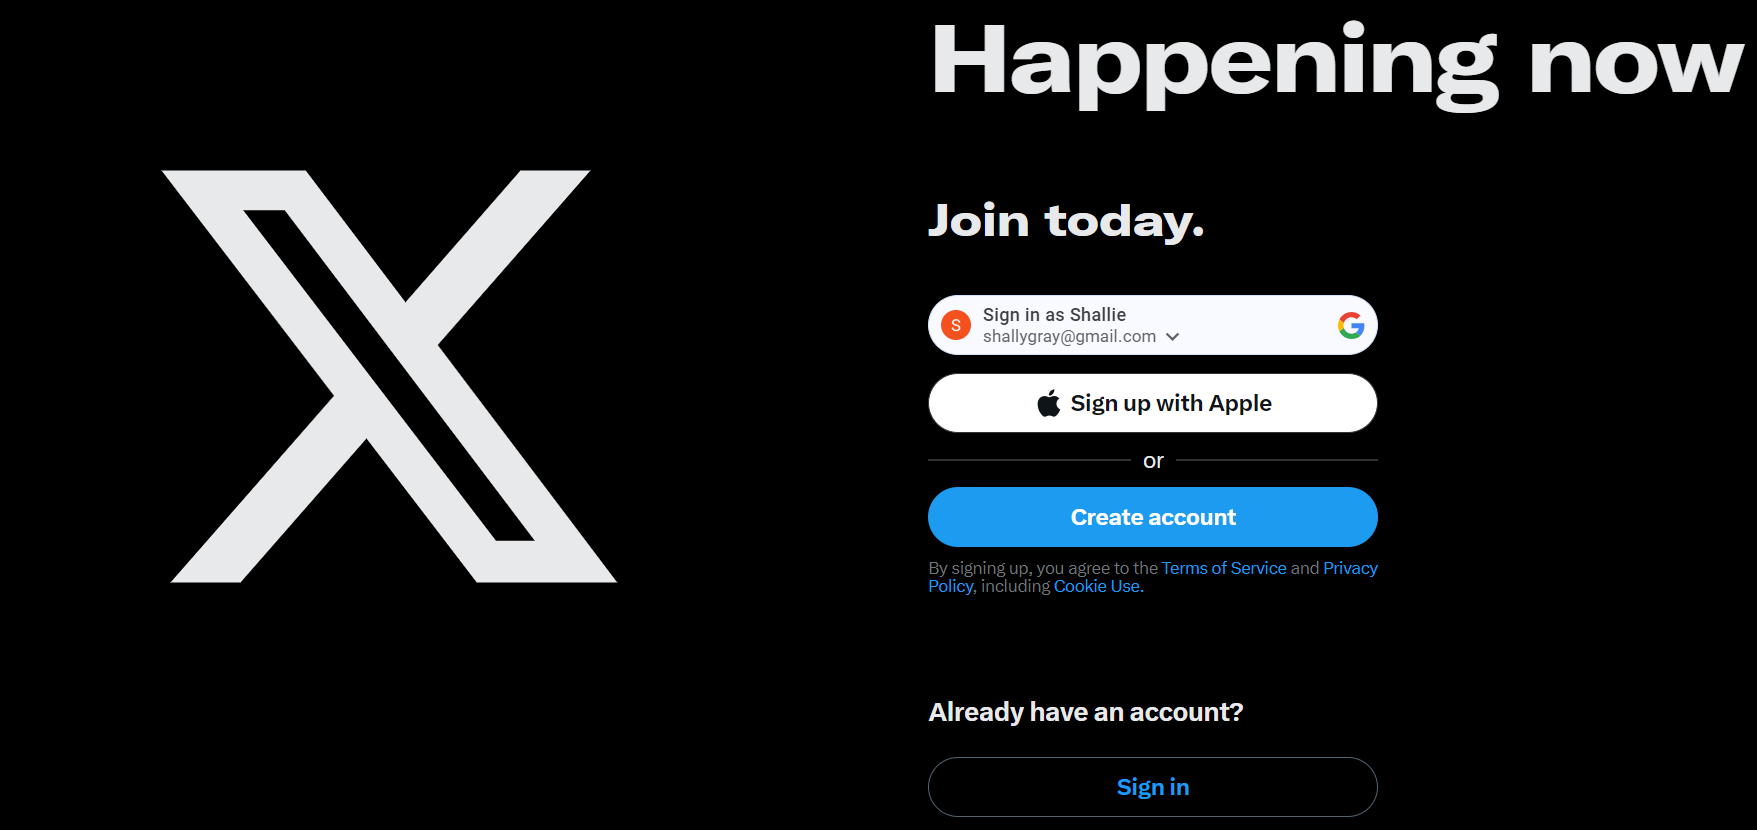 Happening now
Join today.
S
Sign in as Shallie
shallygray@gmail.com
Sign up with Apple
or
Create account
By signing up, you agree to the Terms of Service and Privacy
Policy, including Cookie Use.
Already have an account?
Sign in